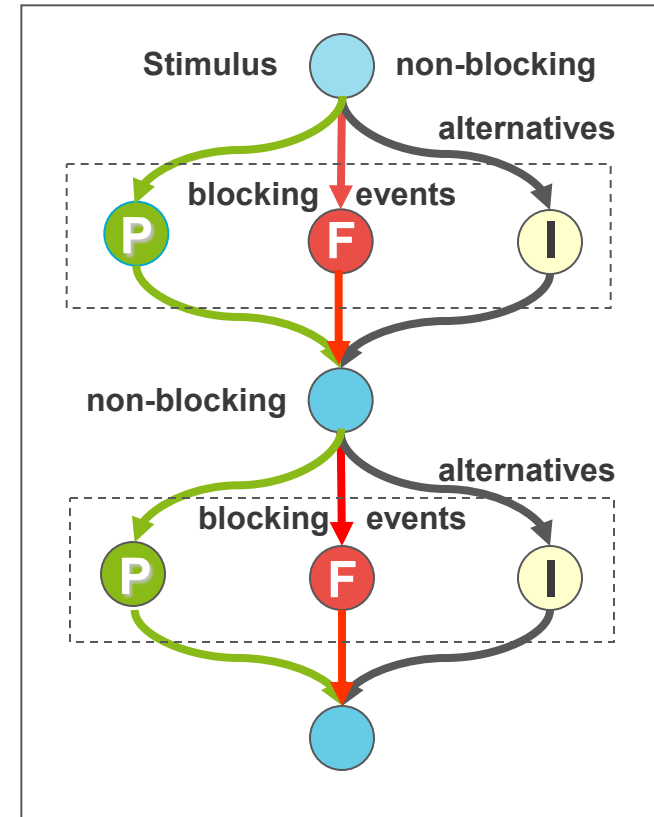 Stimulus non-blocking
alternatives
blocking events
P F I
non-blocking
alternatives
blocking events
P F I